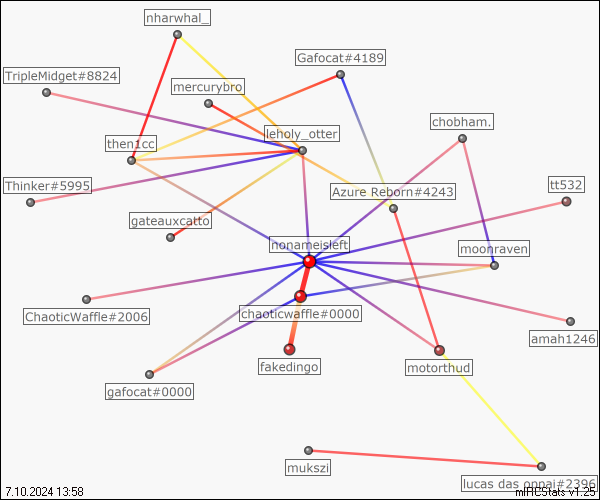 nharwhal_
Gafocat#4189
TripleMidget#8824
mercurybro
chobham.
leholy_otter
then1cc
Thinker#5995
Azure Reborn#4243
tt532
gateauxcatto
nonameisleft
moonraven
ChaoticWaffle#2006
chaoticwaffle#0000
amah1246
fakedingo
motorthud
gafocat#0000
mukszi
lucas das oppai#2396
7.10.2024 13:58
mIRCStats v1.25